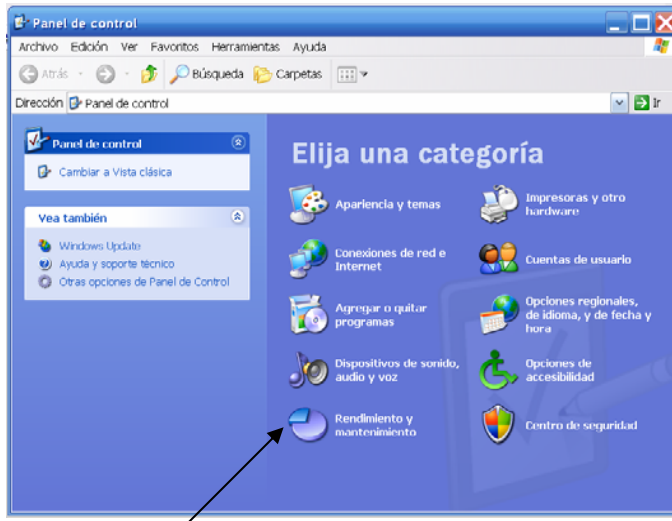 Panel de control
Archivo Edición Ver Favoritos Herramientas Ayuda
Atrás Búsqueda Carpetas
Dirección Panel de control Ir
Panel de control
Cambiar a Vista clásica
Vea también
Windows Update
Ayuda y soporte técnico
Otras opciones de Panel de Control
Elija una categoría
Apariencia y temas
Impresoras y otro
hardware
Conexiones de red e
Internet
Cuentas de usuario
Agregar o quitar
programas
Opciones regionales,
de idioma, y de fecha y
hora
Dispositivos de sonido,
audio y voz
Opciones de
accesibilidad
Rendimiento y
mantenimiento
Centro de seguridad